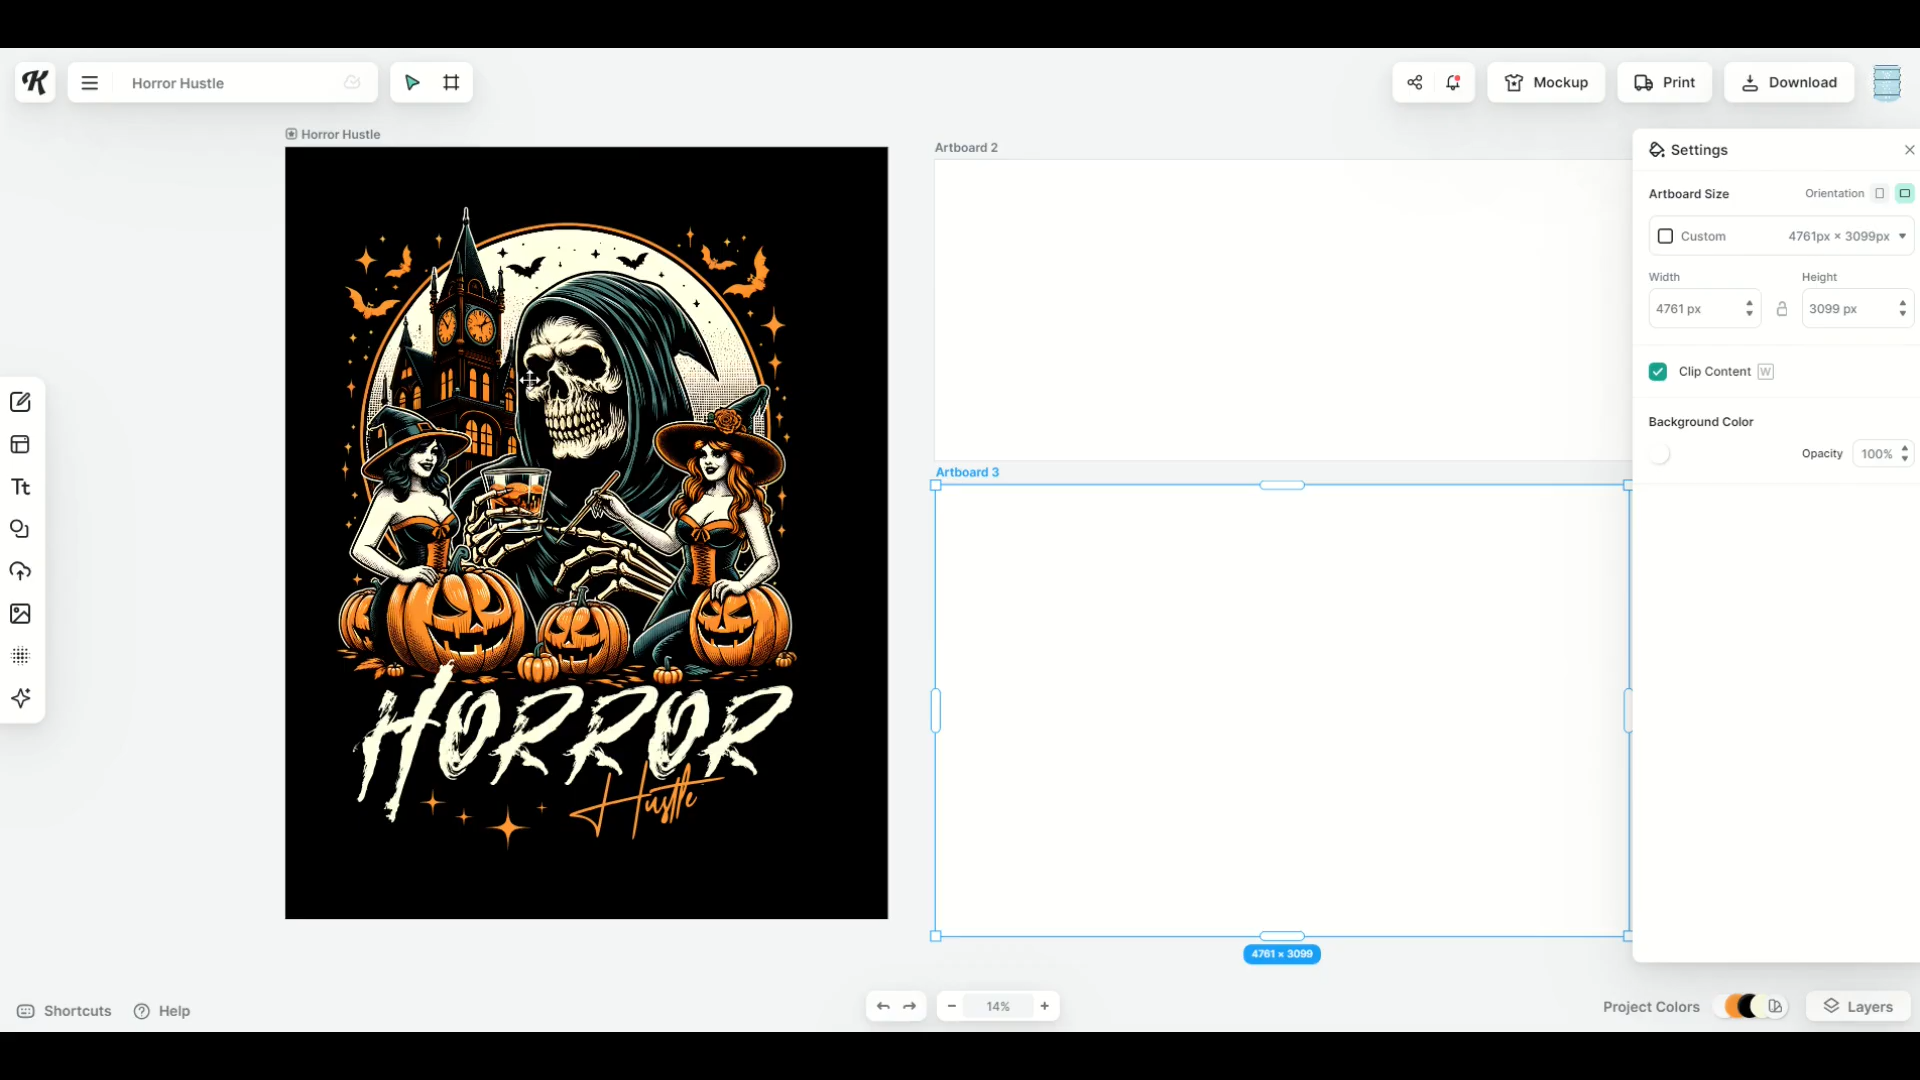 K
Horror Hustle
Mockup
Print
Download
Horror Hustle
HORROR
Hustle
Artboard 2
Artboard 3
4761 × 3099
Settings
Artboard Size
Orientation
Custom
4761px × 3099px
Width
Height
4761 px
3099 px
Clip Content W
Background Color
Opacity
100%
Tt
Shortcuts
Help
14%
Project Colors
Layers